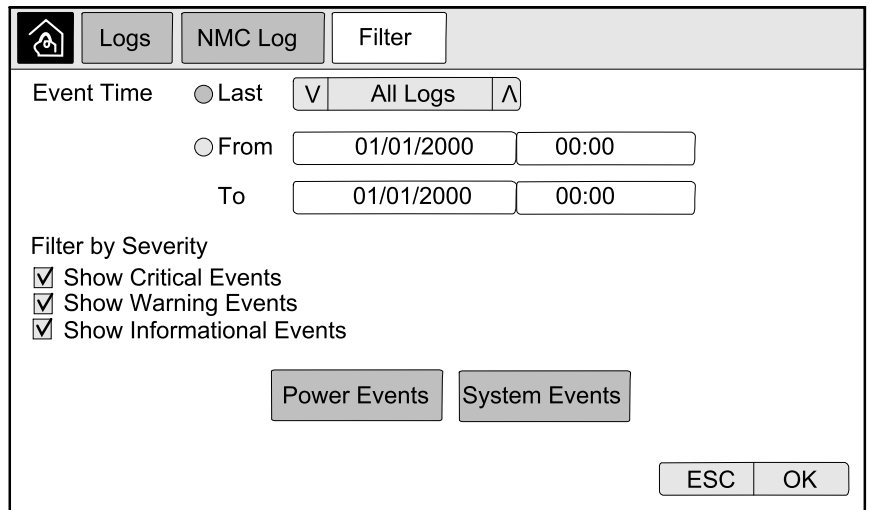 Logs NMC Log Filter
Event Time Last V All Logs Λ
From 01/01/2000 00:00
To 01/01/2000 00:00
Filter by Severity
Show Critical Events
Show Warning Events
Show Informational Events
Power Events System Events
ESC OK